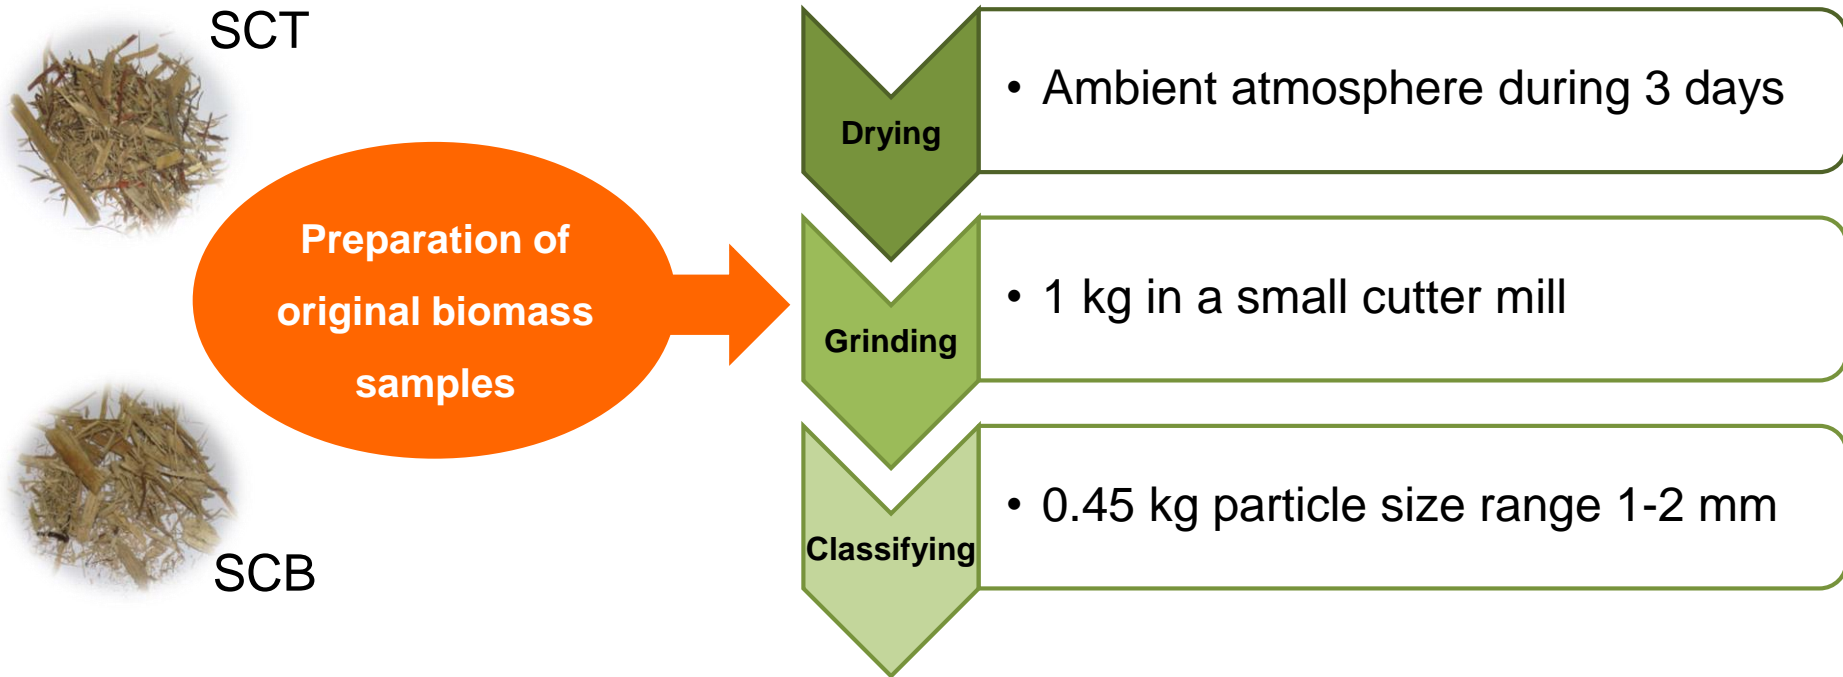 SCT
SCB
Preparation of
original biomass
samples
Drying
• Ambient atmosphere during 3 days
Grinding
• 1 kg in a small cutter mill
Classifying
• 0.45 kg particle size range 1-2 mm